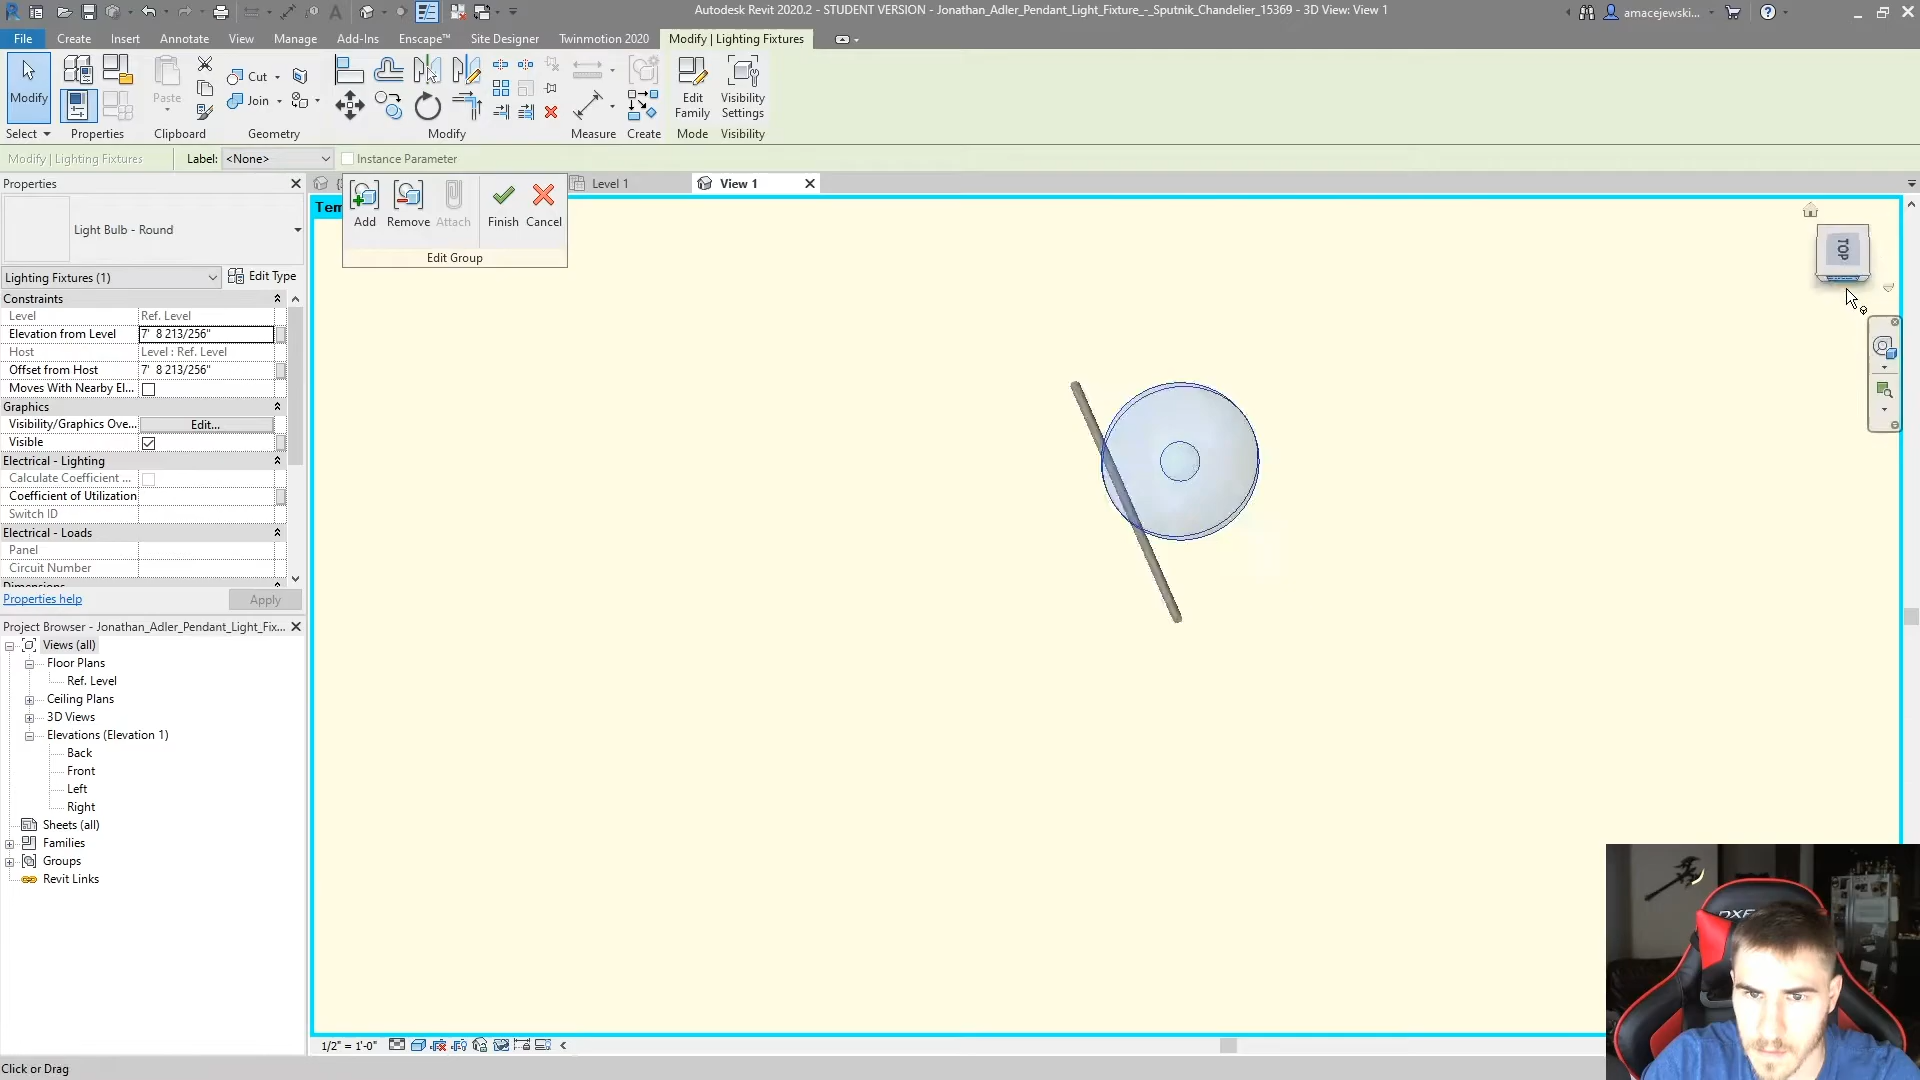 Autodesk Revit 2020.2 - STUDENT VERSION - Jonathan_Adler_Pendant_Light_Fixture_-_Sputnik_Chandelier_15369 - 3D View: View 1
amacejewski...
File Create Insert Annotate View Manage Add-Ins Enscape™ Site Designer Twinmotion 2020 Modify | Lighting Fixtures
Modify
Paste
Cut
Join
Edit Family
Visibility Settings
Select Properties Clipboard Geometry Modify Measure Create Mode Visibility
Modify | Lighting Fixtures Label: <None> Instance Parameter
Properties
Level 1
View 1
Add Remove Attach Finish Cancel
Edit Group
TOP
Light Bulb - Round
Lighting Fixtures (1) Edit Type
Constraints
Level Ref. Level
Elevation from Level 7' 8 213/256"
Host Level : Ref. Level
Offset from Host 7' 8 213/256"
Moves With Nearby El...
Graphics
Visibility/Graphics Ove... Edit...
Visible
Electrical - Lighting
Calculate Coefficient ...
Coefficient of Utilization
Switch ID
Electrical - Loads
Panel
Circuit Number
Dimensions
Properties help Apply
Project Browser - Jonathan_Adler_Pendant_Light_Fix...
Views (all)
Floor Plans
Ref. Level
Ceiling Plans
3D Views
Elevations (Elevation 1)
Back
Front
Left
Right
Sheets (all)
Families
Groups
Revit Links
1/2" = 1'-0"
Click or Drag